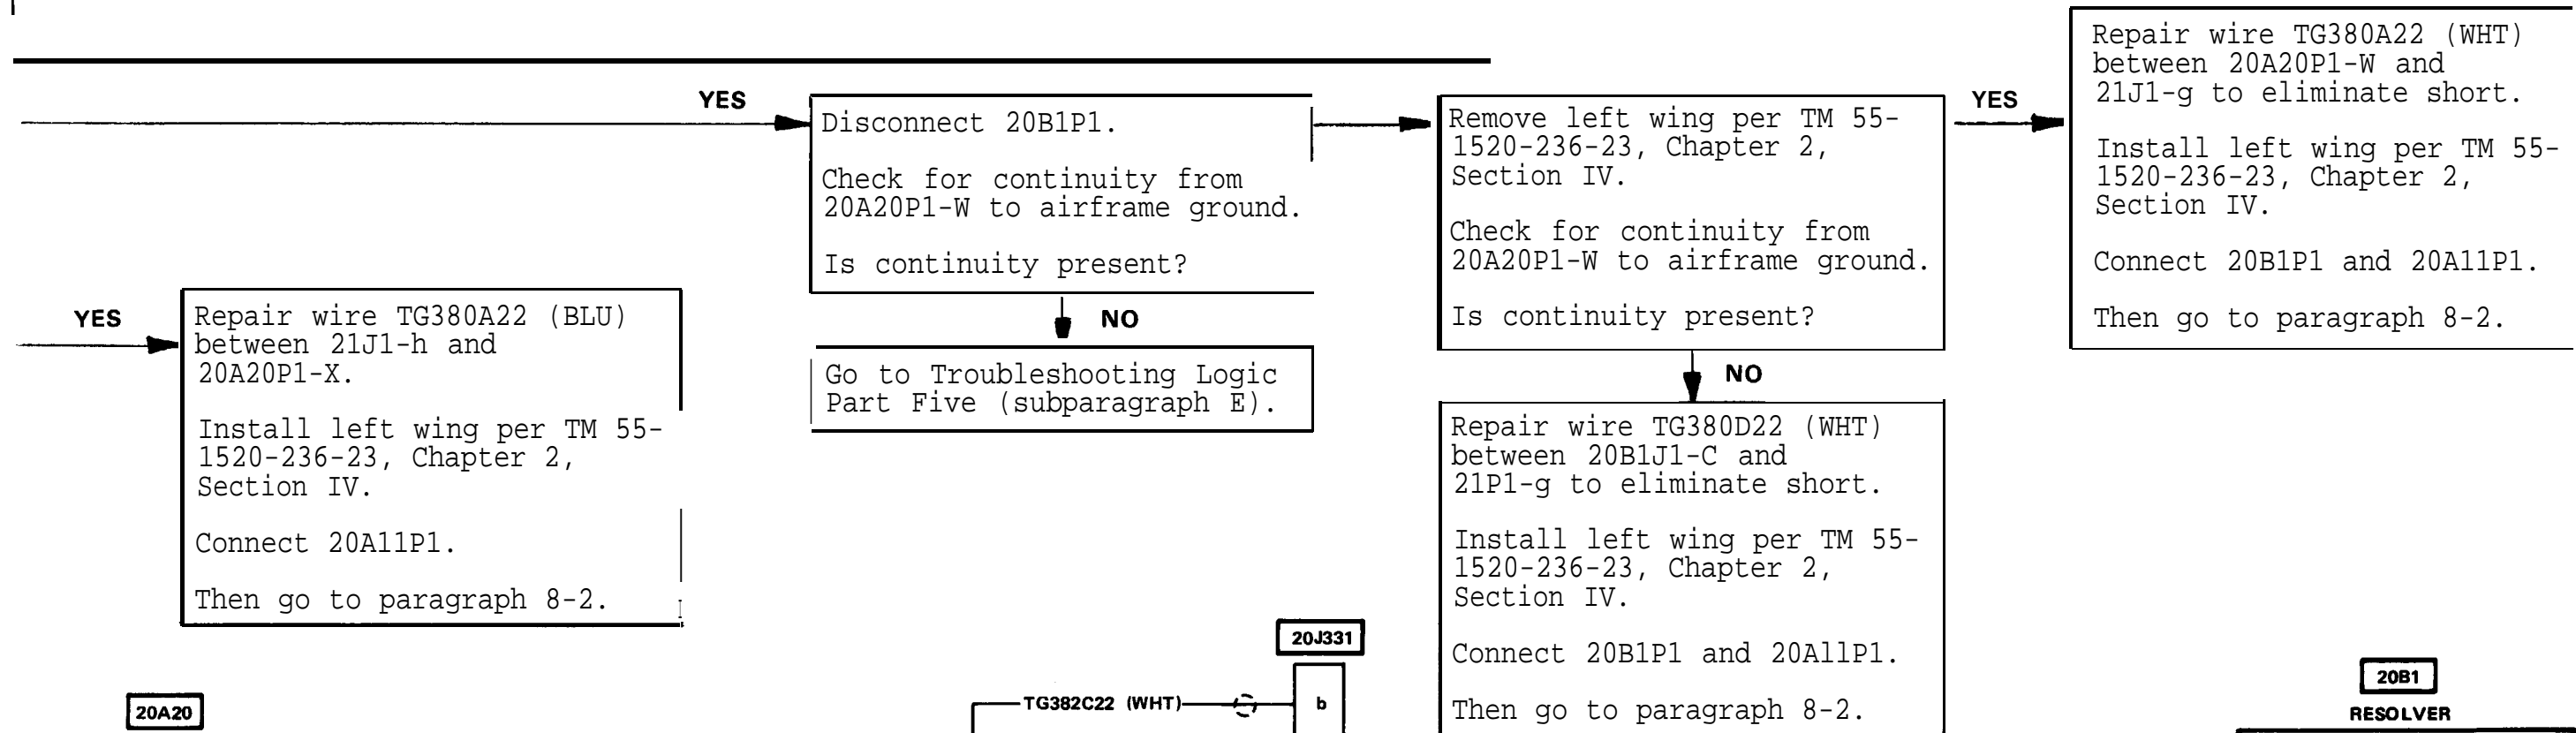 YES
Disconnect 20B1P1.
Check for continuity from
20A20P1-W to airframe ground.
Is continuity present?
NO
Go to Troubleshooting Logic
Part Five (subparagraph E).
Remove left wing per TM 55-
1520-236-23, Chapter 2,
Section IV.
Check for continuity from
20A20P1-W to airframe ground.
Is continuity present?
YES
Repair wire TG380A22 (WHT)
between 20A20P1-W and
21J1-g to eliminate short.
Install left wing per TM 55-
1520-236-23, Chapter 2,
Section IV.
Connect 20B1P1 and 20A11P1.
Then go to paragraph 8-2.
NO
Repair wire TG380D22 (WHT)
between 20B1J1-C and
21P1-g to eliminate short.
Install left wing per TM 55-
1520-236-23, Chapter 2,
Section IV.
Connect 20B1P1 and 20A11P1.
Then go to paragraph 8-2.
YES
Repair wire TG380A22 (BLU)
between 21J1-h and
20A20P1-X.
Install left wing per TM 55-
1520-236-23, Chapter 2,
Section IV.
Connect 20A11P1.
Then go to paragraph 8-2.
20A20
20J331
TG382C22 (WHT)
b
20B1
RESOLVER